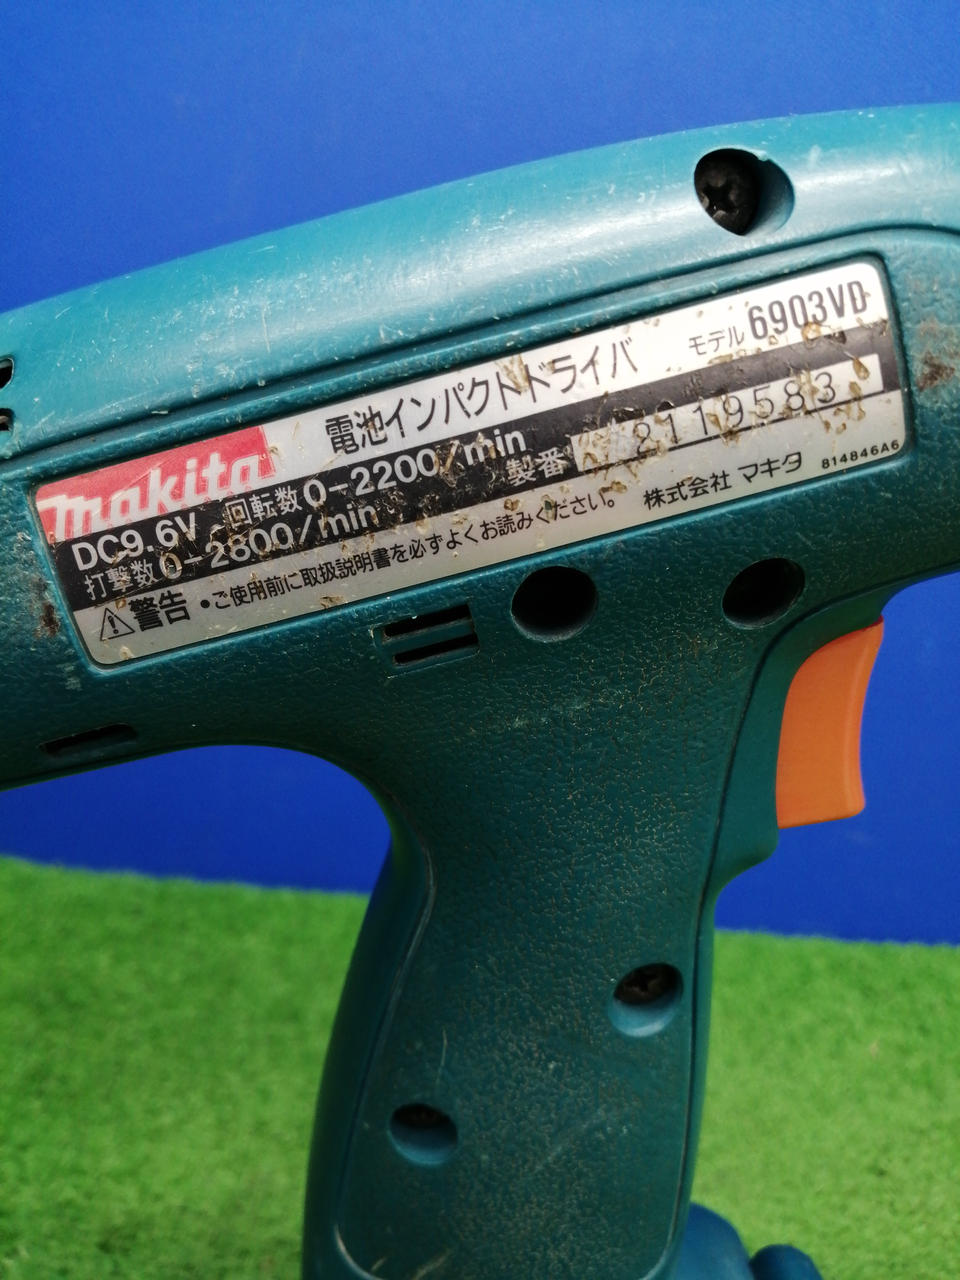 makita
電池インパクトドライバ
モデル 6903VD
DC9.6V 回転数0-2200/min
打撃数0-2800/min
製番 2119583
⚠警告 •ご使用前に取扱説明書を必ずよくお読みください。
株式会社 マキタ
814846A6